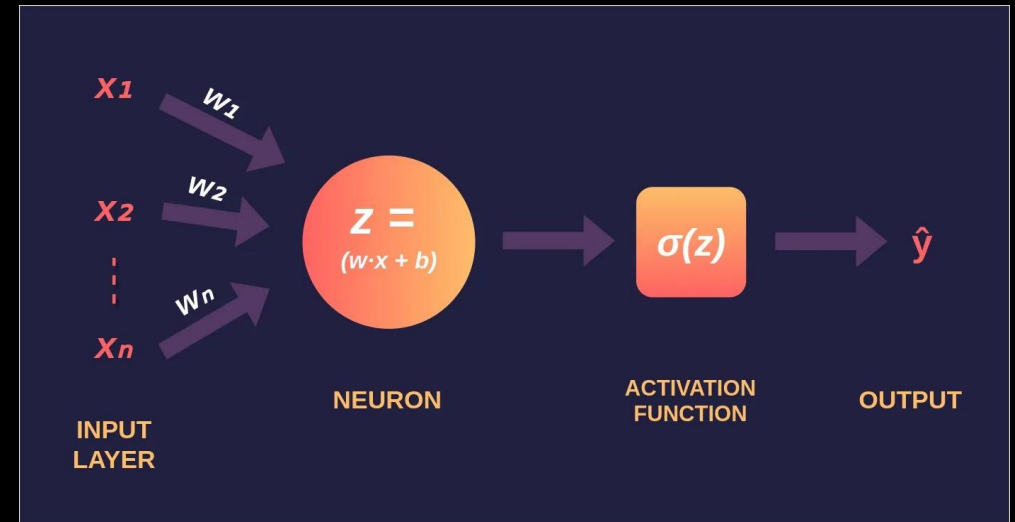 X1
W1
X2
W2
Xn
Wn
z =
(w·x + b)
σ(z)
ŷ
INPUT
LAYER
NEURON
ACTIVATION
FUNCTION
OUTPUT